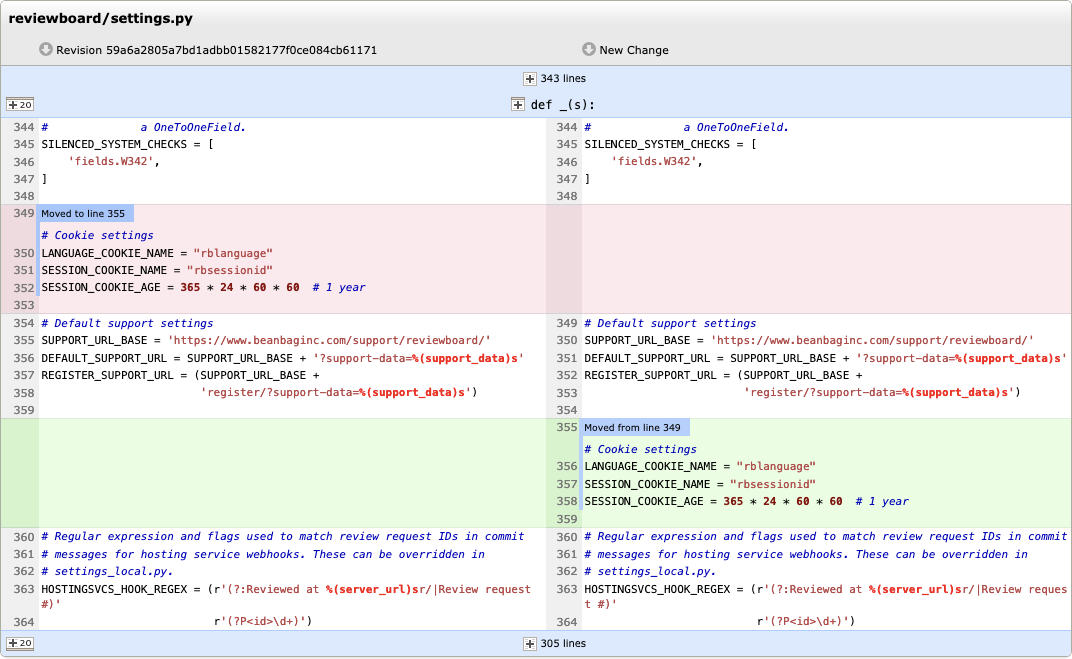 reviewboard/settings.py
Revision 59a6a2805a7bd1adbb01582177f0ce084cb61171 New Change
343 lines
20 def _(s):
344 # a OneToOneField. 344 # a OneToOneField.
345 SILENCED_SYSTEM_CHECKS = [ 345 SILENCED_SYSTEM_CHECKS = [
346 'fields.W342', 346 'fields.W342',
347 ] 347 ]
348 348
349 Moved to line 355
# Cookie settings
350 LANGUAGE_COOKIE_NAME = "rblanguage"
351 SESSION_COOKIE_NAME = "rbsessionid"
352 SESSION_COOKIE_AGE = 365 * 24 * 60 * 60 # 1 year
353
354 # Default support settings 349 # Default support settings
355 SUPPORT_URL_BASE = 'https://www.beanbaginc.com/support/reviewboard/' 350 SUPPORT_URL_BASE = 'https://www.beanbaginc.com/support/reviewboard/'
356 DEFAULT_SUPPORT_URL = SUPPORT_URL_BASE + '?support-data=%(support_data)s' 351 DEFAULT_SUPPORT_URL = SUPPORT_URL_BASE + '?support-data=%(support_data)s'
357 REGISTER_SUPPORT_URL = (SUPPORT_URL_BASE + 352 REGISTER_SUPPORT_URL = (SUPPORT_URL_BASE +
358 'register/?support-data=%(support_data)s') 353 'register/?support-data=%(support_data)s')
359 354
355 Moved from line 349
# Cookie settings
356 LANGUAGE_COOKIE_NAME = "rblanguage"
357 SESSION_COOKIE_NAME = "rbsessionid"
358 SESSION_COOKIE_AGE = 365 * 24 * 60 * 60 # 1 year
359
360 # Regular expression and flags used to match review request IDs in commit 360 # Regular expression and flags used to match review request IDs in commit
361 # messages for hosting service webhooks. These can be overridden in 361 # messages for hosting service webhooks. These can be overridden in
362 # settings_local.py. 362 # settings_local.py.
363 HOSTINGSVCS_HOOK_REGEX = (r'(?:Reviewed at %(server_url)sr/|Review request 363 HOSTINGSVCS_HOOK_REGEX = (r'(?:Reviewed at %(server_url)sr/|Review reques
#)' t #)'
364 r'(?P<id>\d+)') 364 r'(?P<id>\d+)')
20 305 lines